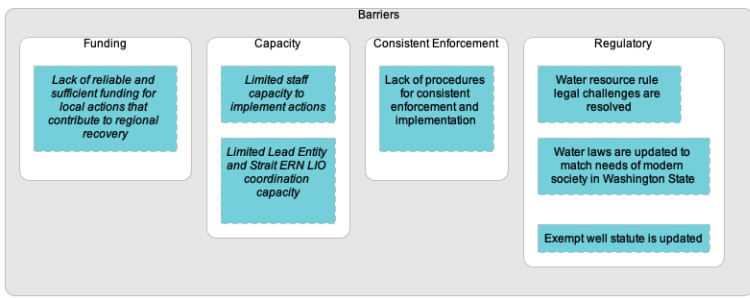 Barriers
Funding
Lack of reliable and
sufficient funding for
local actions that
contribute to regional
recovery
Capacity
Limited staff
capacity to
implement actions
Limited Lead Entity
and Strait ERN LIO
coordination
capacity
Consistent Enforcement
Lack of procedures
for consistent
enforcement and
implementation
Regulatory
Water resource rule
legal challenges are
resolved
Water laws are updated to
match needs of modern
society in Washington State
Exempt well statute is updated